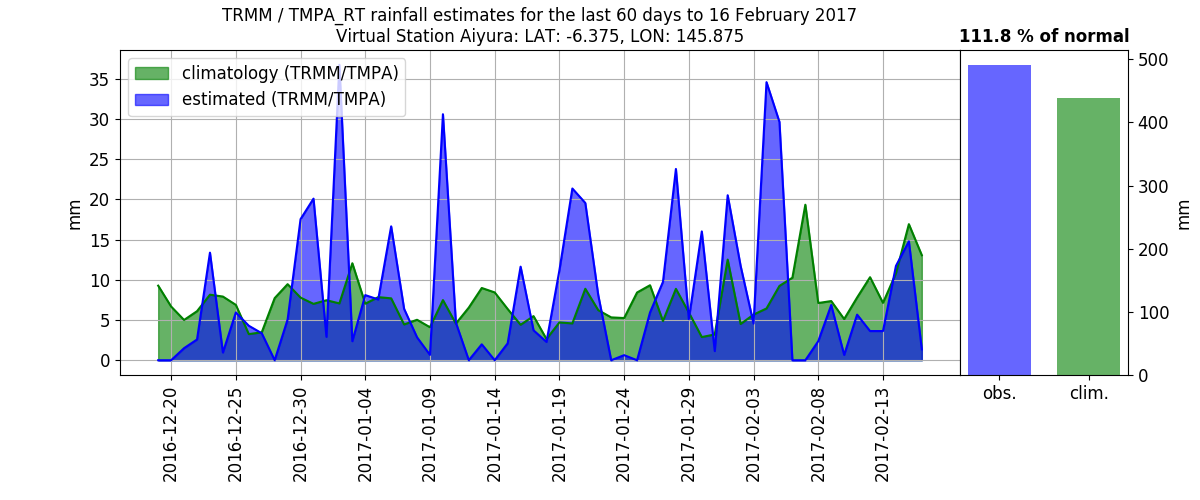 TRMM / TMPA_RT rainfall estimates for the last 60 days to 16 February 2017
Virtual Station Aiyura: LAT: -6.375, LON: 145.875
111.8 % of normal
climatology (TRMM/TMPA)
estimated (TRMM/TMPA)
mm
35
30
25
20
15
10
5
0
2016-12-20
2016-12-25
2016-12-30
2017-01-04
2017-01-09
2017-01-14
2017-01-19
2017-01-24
2017-01-29
2017-02-03
2017-02-08
2017-02-13
500
400
300
200
100
0
mm
obs.
clim.